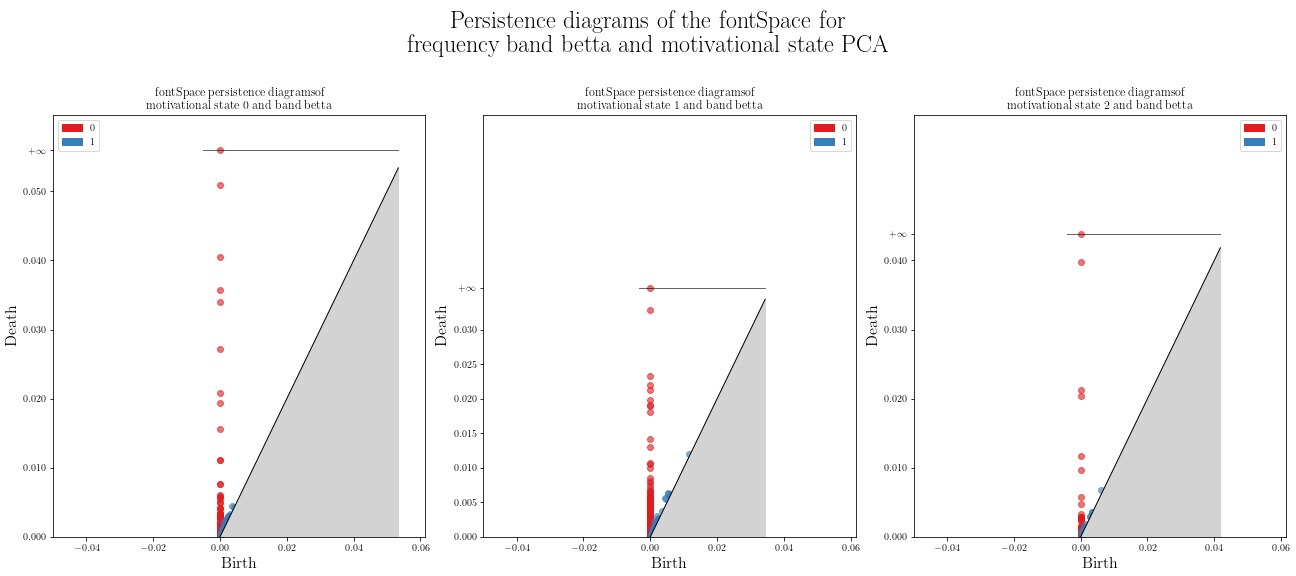 Persistence diagrams of the fontSpace for
frequency band betta and motivational state PCA
fontSpace persistence diagramsof
motivational state 0 and band betta
0
1
+∞
0.050
0.040
0.030
0.020
0.010
0.000
Death
−0.04 −0.02 0.00 0.02 0.04 0.06
Birth
fontSpace persistence diagramsof
motivational state 1 and band betta
0
1
+∞
0.030
0.025
0.020
0.015
0.010
0.005
0.000
Death
−0.04 −0.02 0.00 0.02 0.04 0.06
Birth
fontSpace persistence diagramsof
motivational state 2 and band betta
0
1
+∞
0.040
0.030
0.020
0.010
0.000
Death
−0.04 −0.02 0.00 0.02 0.04 0.06
Birth